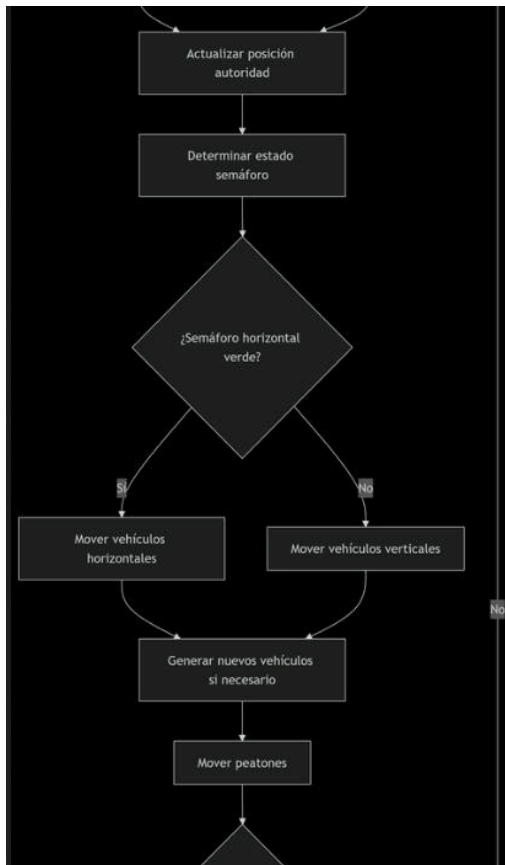 Actualizar posición
autoridad
Determinar estado
semáforo
¿Semáforo horizontal
verde?
Sí
No
Mover vehículos
horizontales
Mover vehículos verticales
No
Generar nuevos vehículos
si necesario
Mover peatones